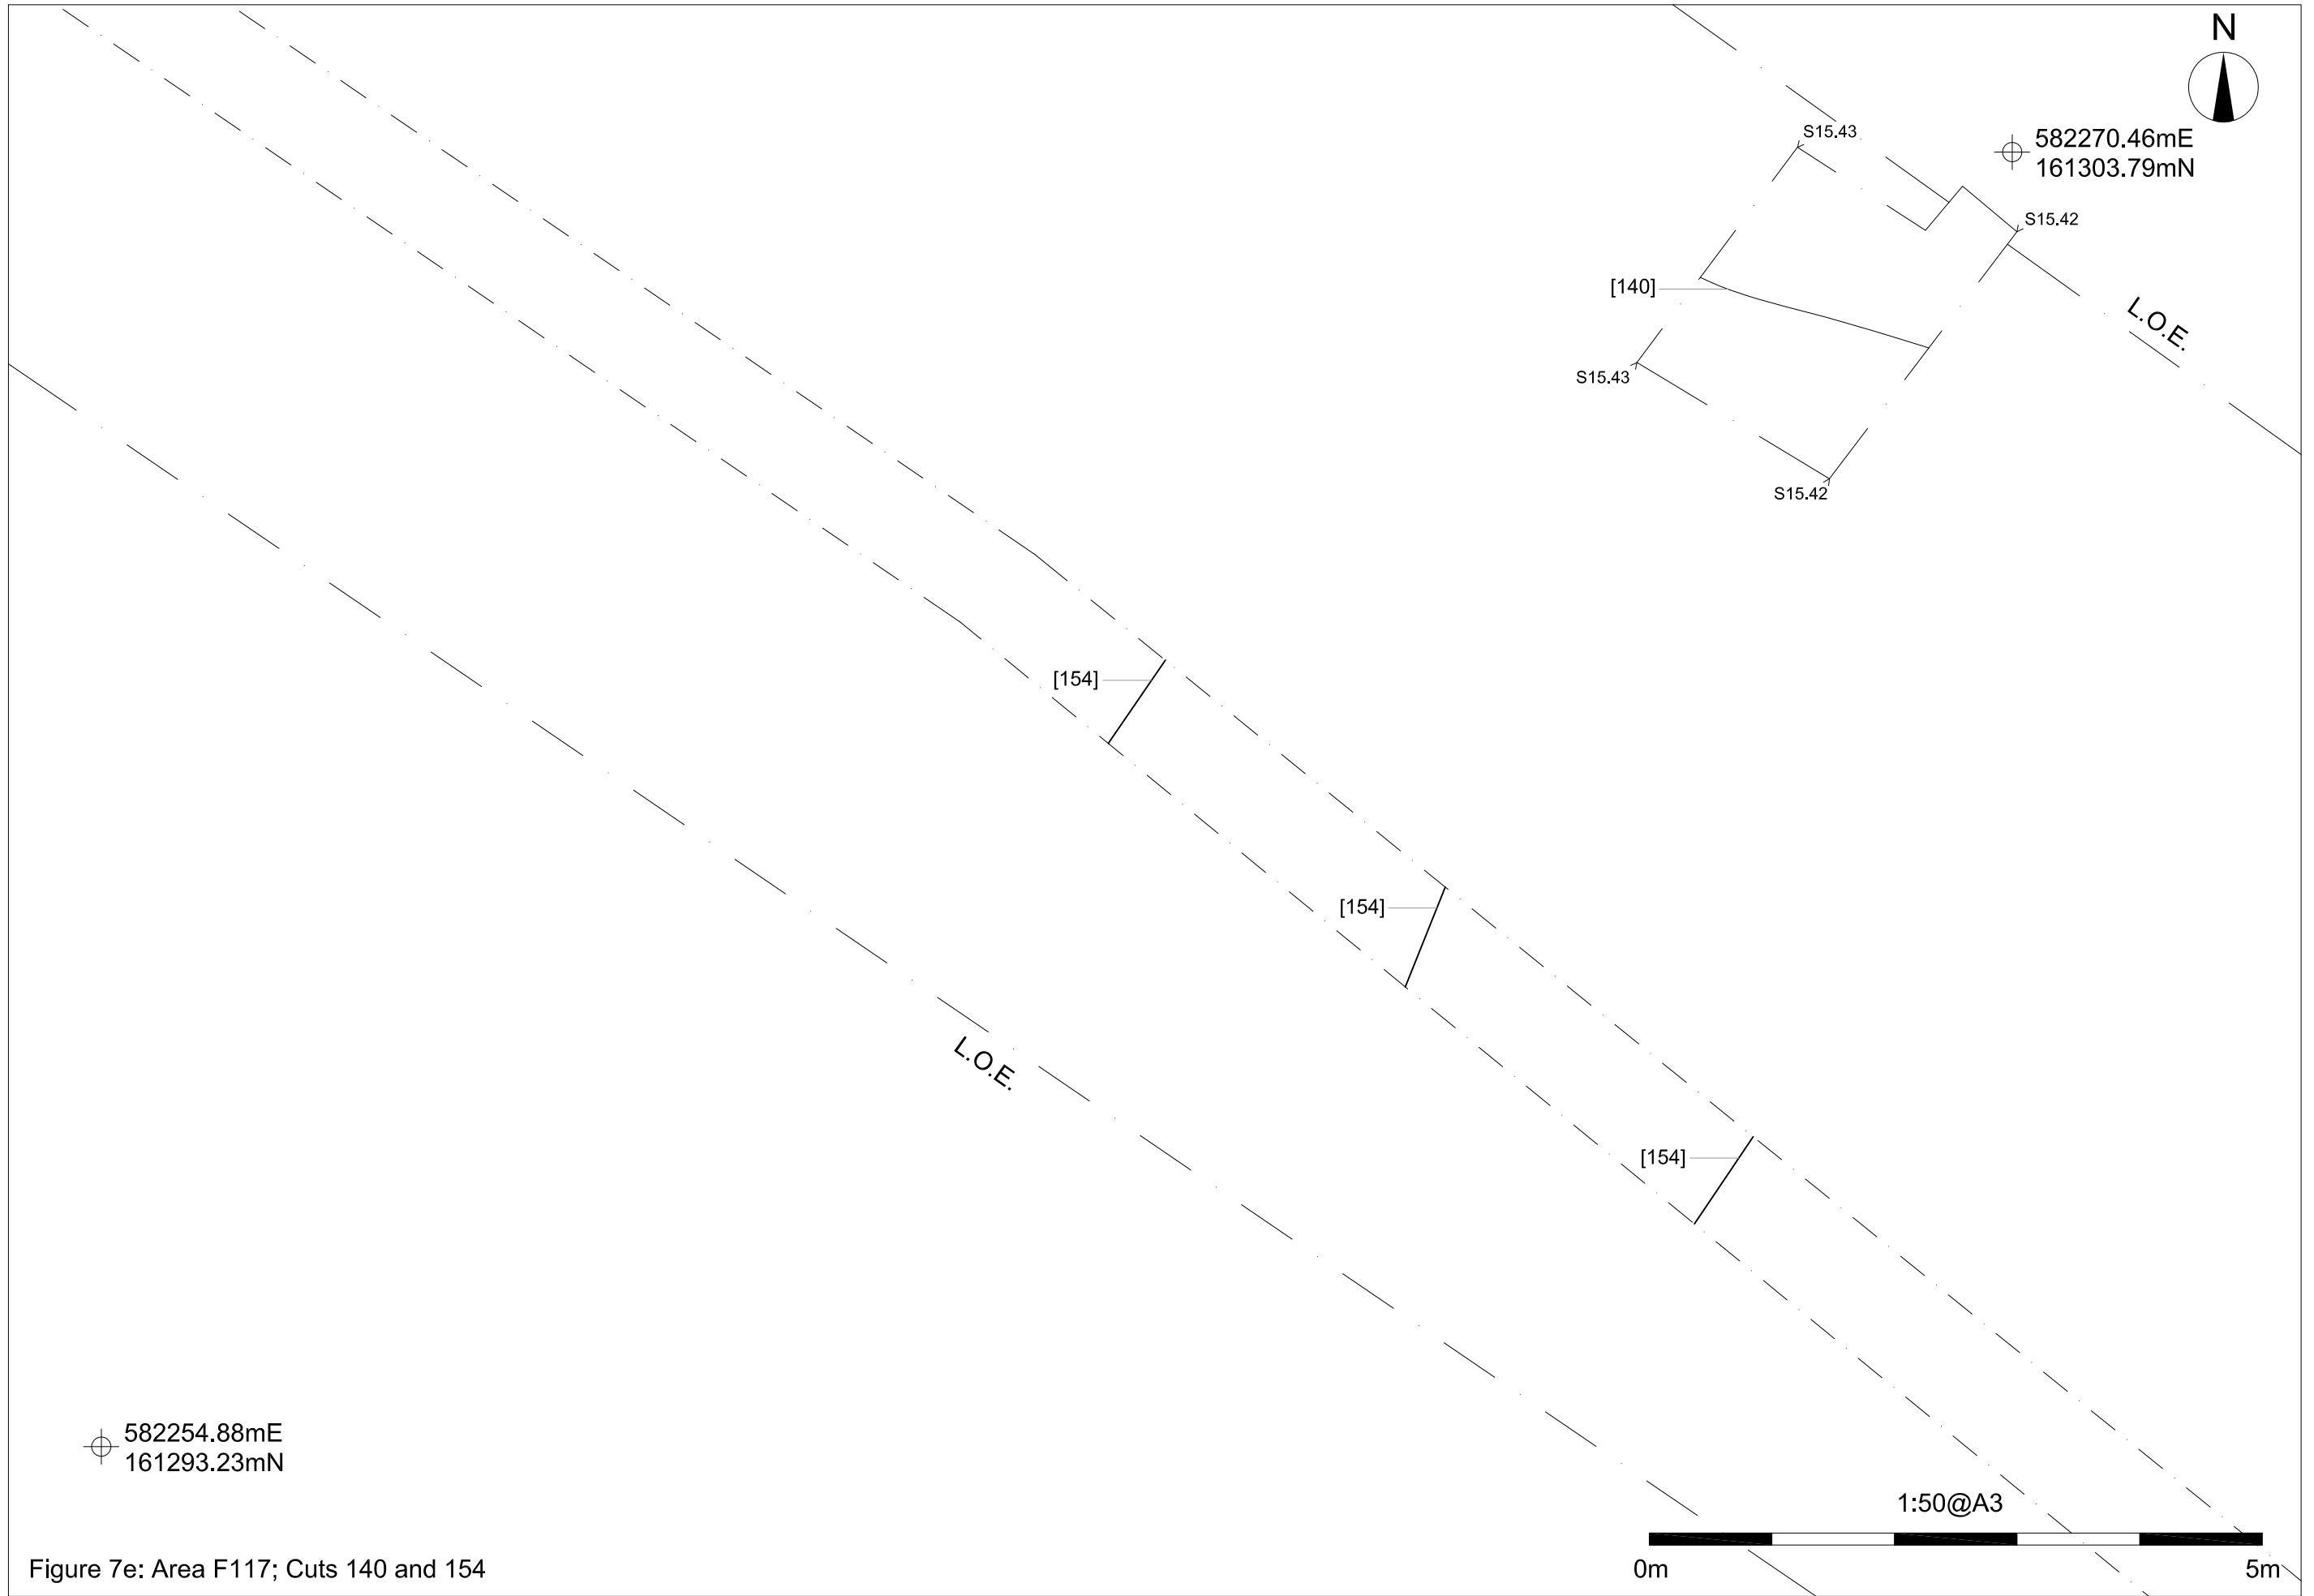 N
S15.43
582270.46mE
161303.79mN
S15.42
[140]
L.O.E.
S15.43
S15.42
[154]
[154]
L.O.E.
[154]
582254.88mE
161293.23mN
1:50@A3
0m
5m
Figure 7e: Area F117; Cuts 140 and 154